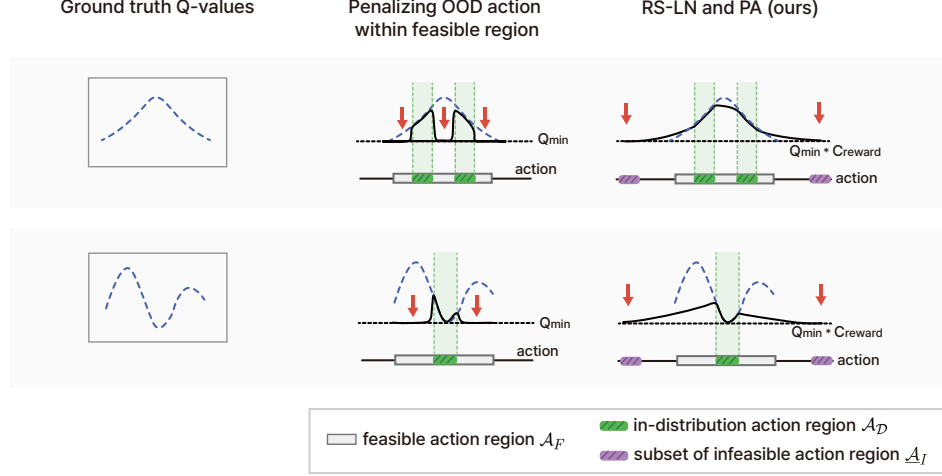 Ground truth Q-values
Penalizing OOD action
within feasible region
RS-LN and PA (ours)
Qmin
action
Qmin * Creward
action
Qmin
action
Qmin * Creward
action
feasible action region 𝒜F
in-distribution action region 𝒜𝒟
subset of infeasible action region 𝒜I